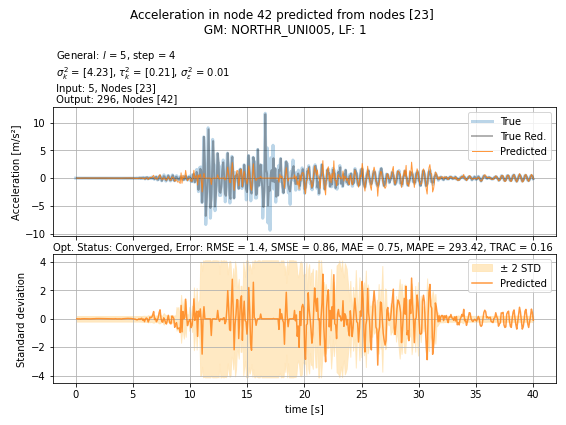 Acceleration in node 42 predicted from nodes [23]
GM: NORTHR_UNI005, LF: 1
General: l = 5, step = 4
σ²ₖ = [4.23], τ²ₖ = [0.21], σ²ε = 0.01
Input: 5, Nodes [23]
Output: 296, Nodes [42]
Acceleration [m/s²]
10
5
0
−5
−10
True
True Red.
Predicted
Opt. Status: Converged, Error: RMSE = 1.4, SMSE = 0.86, MAE = 0.75, MAPE = 293.42, TRAC = 0.16
Standard deviation
4
2
0
−2
−4
± 2 STD
Predicted
0 5 10 15 20 25 30 35 40
time [s]